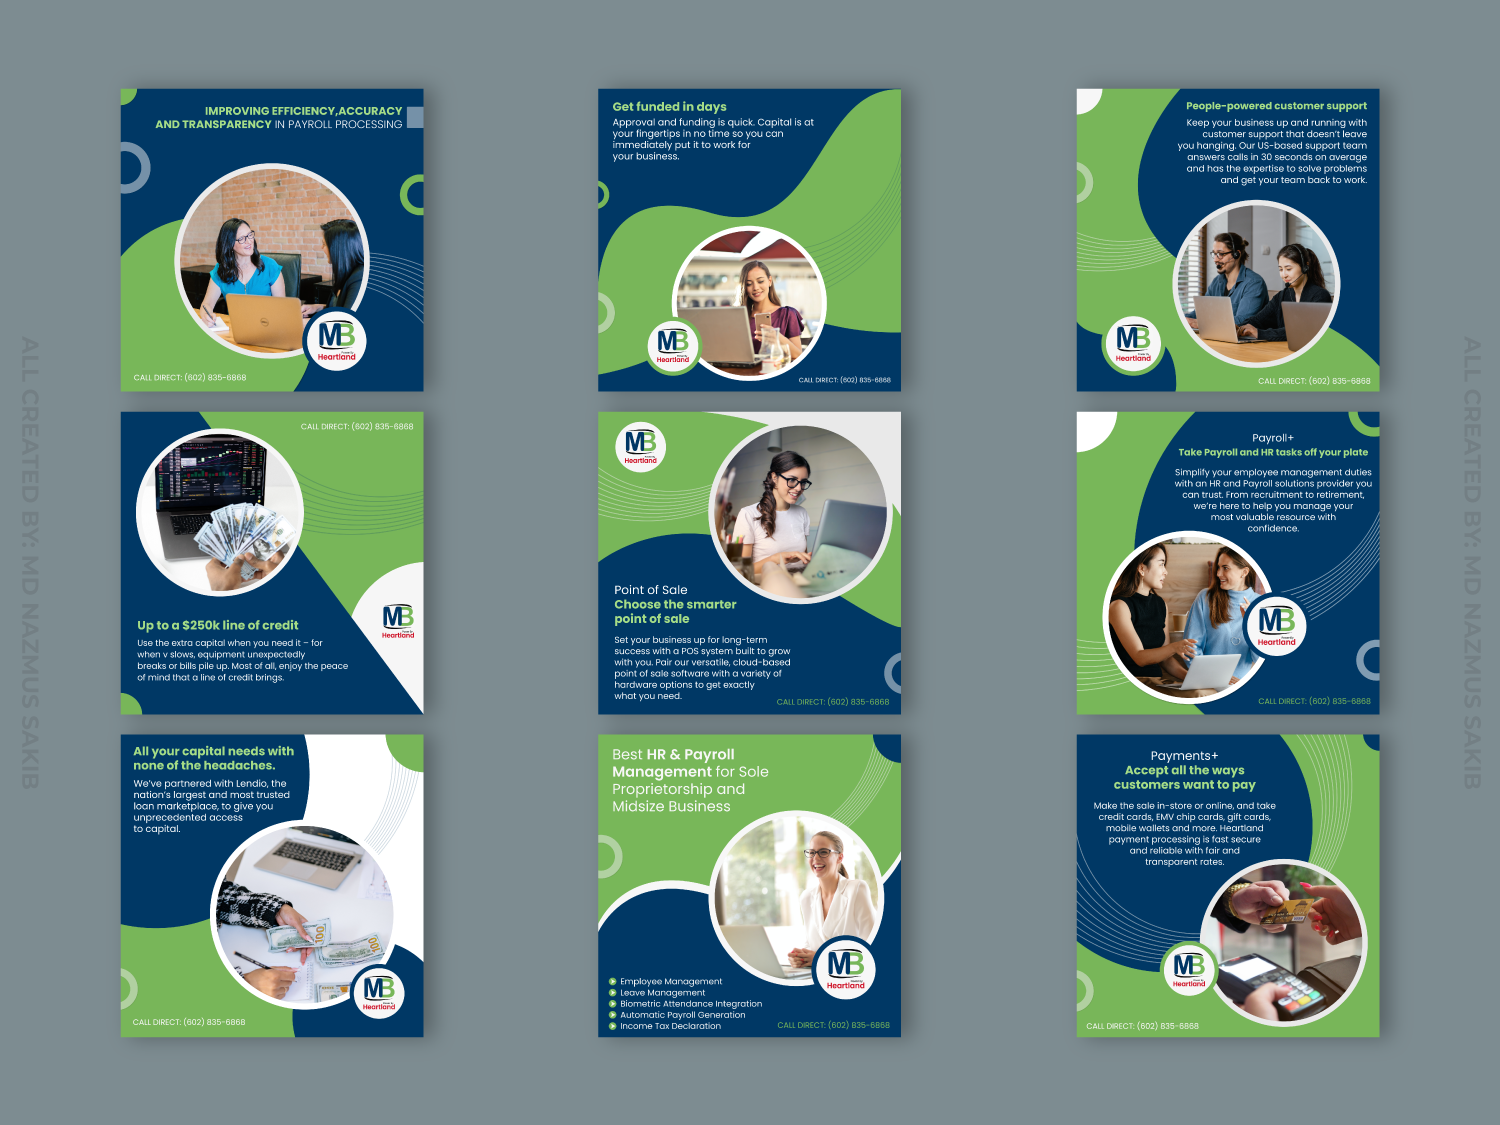 ALL CREATED BY: MD NAZMUS SAKIB
IMPROVING EFFICIENCY,ACCURACY
AND TRANSPARENCY IN PAYROLL PROCESSING
MB
Heartland
CALL DIRECT: (602) 835-6868
Get funded in days
Approval and funding is quick. Capital is at
your fingertips in no time so you can
immediately put it to work for
your business.
MB
Heartland
CALL DIRECT: (602) 835-6868
People-powered customer support
Keep your business up and running with
customer support that doesn't leave
you hanging. Our US-based support team
answers calls in 30 seconds on average
and has the expertise to solve problems
and get your team back to work.
MB
Heartland
CALL DIRECT: (602) 835-6868
CALL DIRECT: (602) 835-6868
MB
Heartland
Up to a $250k line of credit
Use the extra capital when you need it – for
when v slows, equipment unexpectedly
breaks or bills pile up. Most of all, enjoy the peace
of mind that a line of credit brings.
MB
Heartland
Point of Sale
Choose the smarter
point of sale
Set your business up for long-term
success with a POS system built to grow
with you. Pair our versatile, cloud-based
point of sale software with a variety of
hardware options to get exactly
what you need.
CALL DIRECT: (602) 835-6868
Payroll+
Take Payroll and HR tasks off your plate
Simplify your employee management duties
with an HR and Payroll solutions provider you
can trust. From recruitment to retirement,
we're here to help you manage your
most valuable resource with
confidence.
MB
Heartland
CALL DIRECT: (602) 835-6868
All your capital needs with
none of the headaches.
We've partnered with Lendio, the
nation's largest and most trusted
loan marketplace, to give you
unprecedented access
to capital.
MB
Heartland
CALL DIRECT: (602) 835-6868
Best HR & Payroll
Management for Sole
Proprietorship and
Midsize Business
MB
Heartland
Employee Management
Leave Management
Biometric Attendance Integration
Automatic Payroll Generation
Income Tax Declaration
CALL DIRECT: (602) 835-6868
Payments+
Accept all the ways
customers want to pay
Make the sale in-store or online, and take
credit cards, EMV chip cards, gift cards,
mobile wallets and more. Heartland
payment processing is fast secure
and reliable with fair and
transparent rates.
MB
Heartland
CALL DIRECT: (602) 835-6868
ALL CREATED BY: MD NAZMUS SAKIB